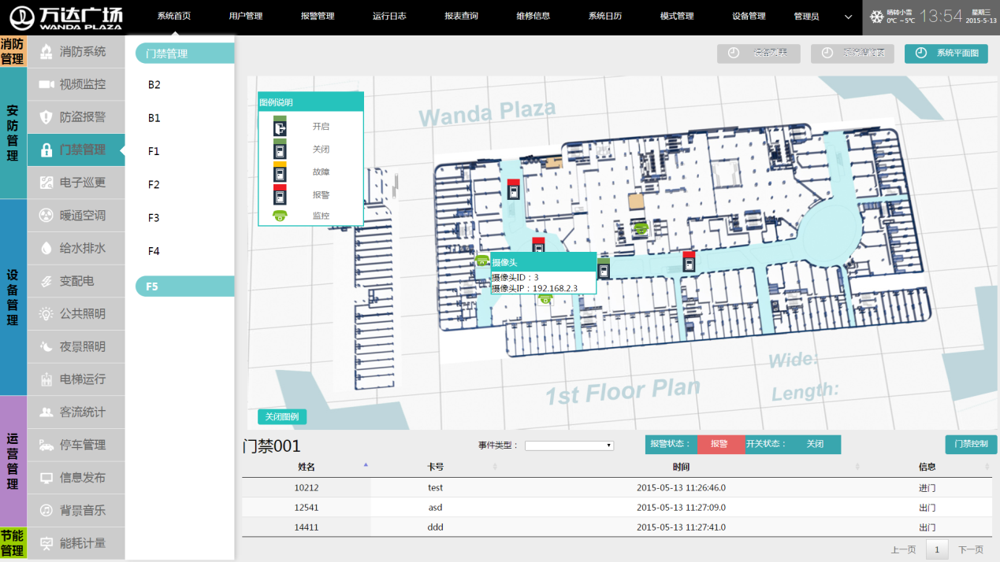 万达广场
WANDA PLAZA
系统首页 用户管理 报警管理 运行日志 报表查询 维修信息 系统日历 模式管理 设备管理 管理员
晴转小雪
0℃ ~ 5℃
13:54
星期三
2015-5-13
消防管理
安防管理
设备管理
运营管理
节能管理
消防系统
视频监控
防盗报警
门禁管理
电子巡更
暖通空调
给水排水
变配电
公共照明
夜景照明
电梯运行
客流统计
停车管理
信息发布
背景音乐
能耗计量
门禁管理
B2
B1
F1
F2
F3
F4
F5
系统平面图
图例说明
开启
关闭
故障
报警
监控
Wanda Plaza
摄像头
摄像头ID：3
摄像头IP：192.168.2.3
1st Floor Plan
Wide:
Length:
关闭图例
门禁001
事件类型：
报警状态： 报警 开关状态： 关闭
门禁控制
姓名 卡号 时间 信息
10212 test 2015-05-13 11:26:46.0 进门
12541 asd 2015-05-13 11:27:09.0 出门
14411 ddd 2015-05-13 11:27:41.0 出门
上一页 1 下一页